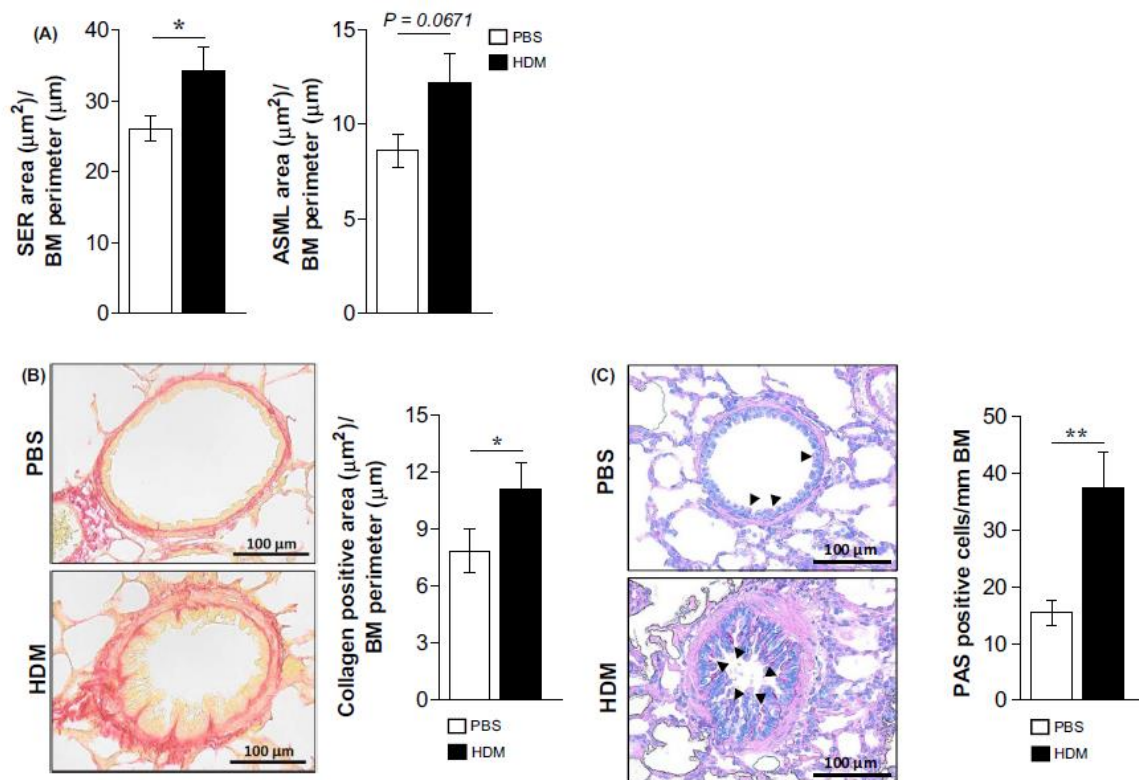 (A)
SER area (μm²)/
BM perimeter (μm)
40
30
20
10
0
*
ASML area (μm²)/
BM perimeter (μm)
15
10
5
0
P = 0.0671
PBS
HDM
(B)
PBS
100 μm
HDM
100 μm
Collagen positive area (μm²)/
BM perimeter (μm)
15
12
9
6
3
0
*
PBS
HDM
(C)
PBS
100 μm
HDM
100 μm
PAS positive cells/mm BM
50
40
30
20
10
0
**
PBS
HDM